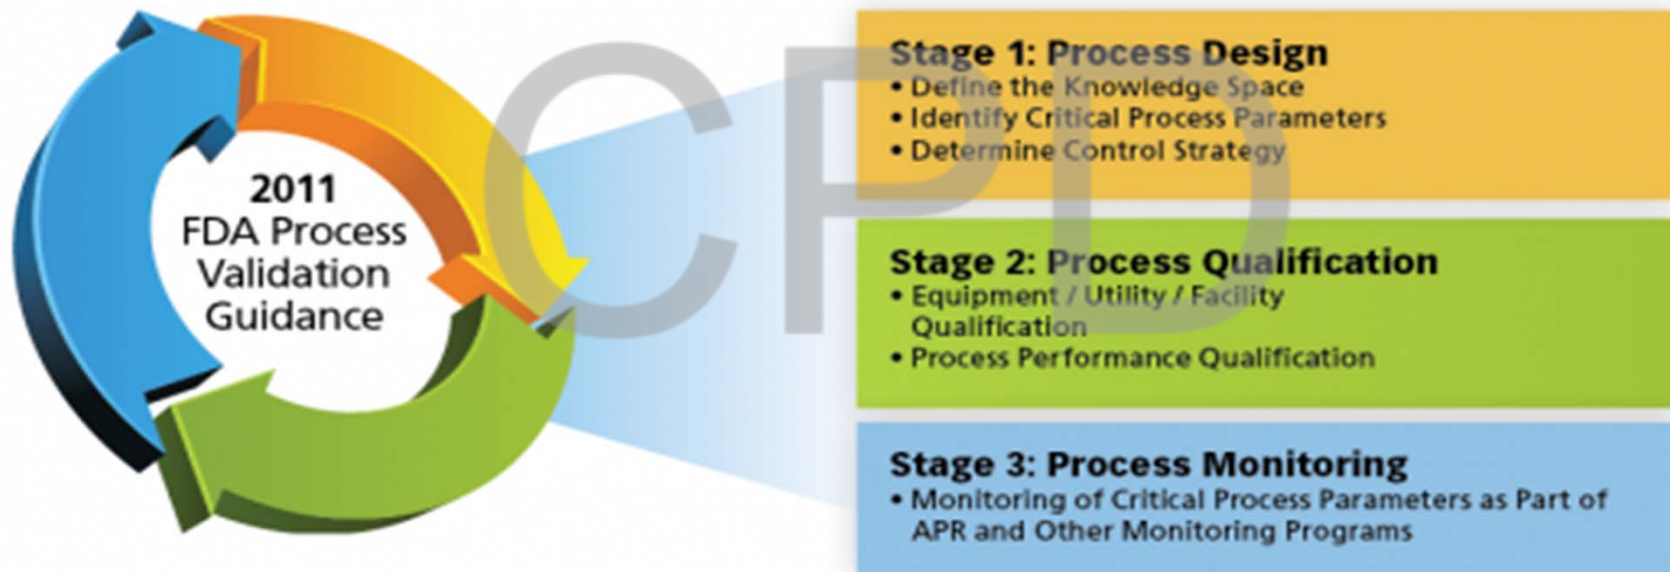 2011
FDA Process
Validation
Guidance
CPD
Stage 1: Process Design
• Define the Knowledge Space
• Identify Critical Process Parameters
• Determine Control Strategy
Stage 2: Process Qualification
• Equipment / Utility / Facility
Qualification
• Process Performance Qualification
Stage 3: Process Monitoring
• Monitoring of Critical Process Parameters as Part of
APR and Other Monitoring Programs